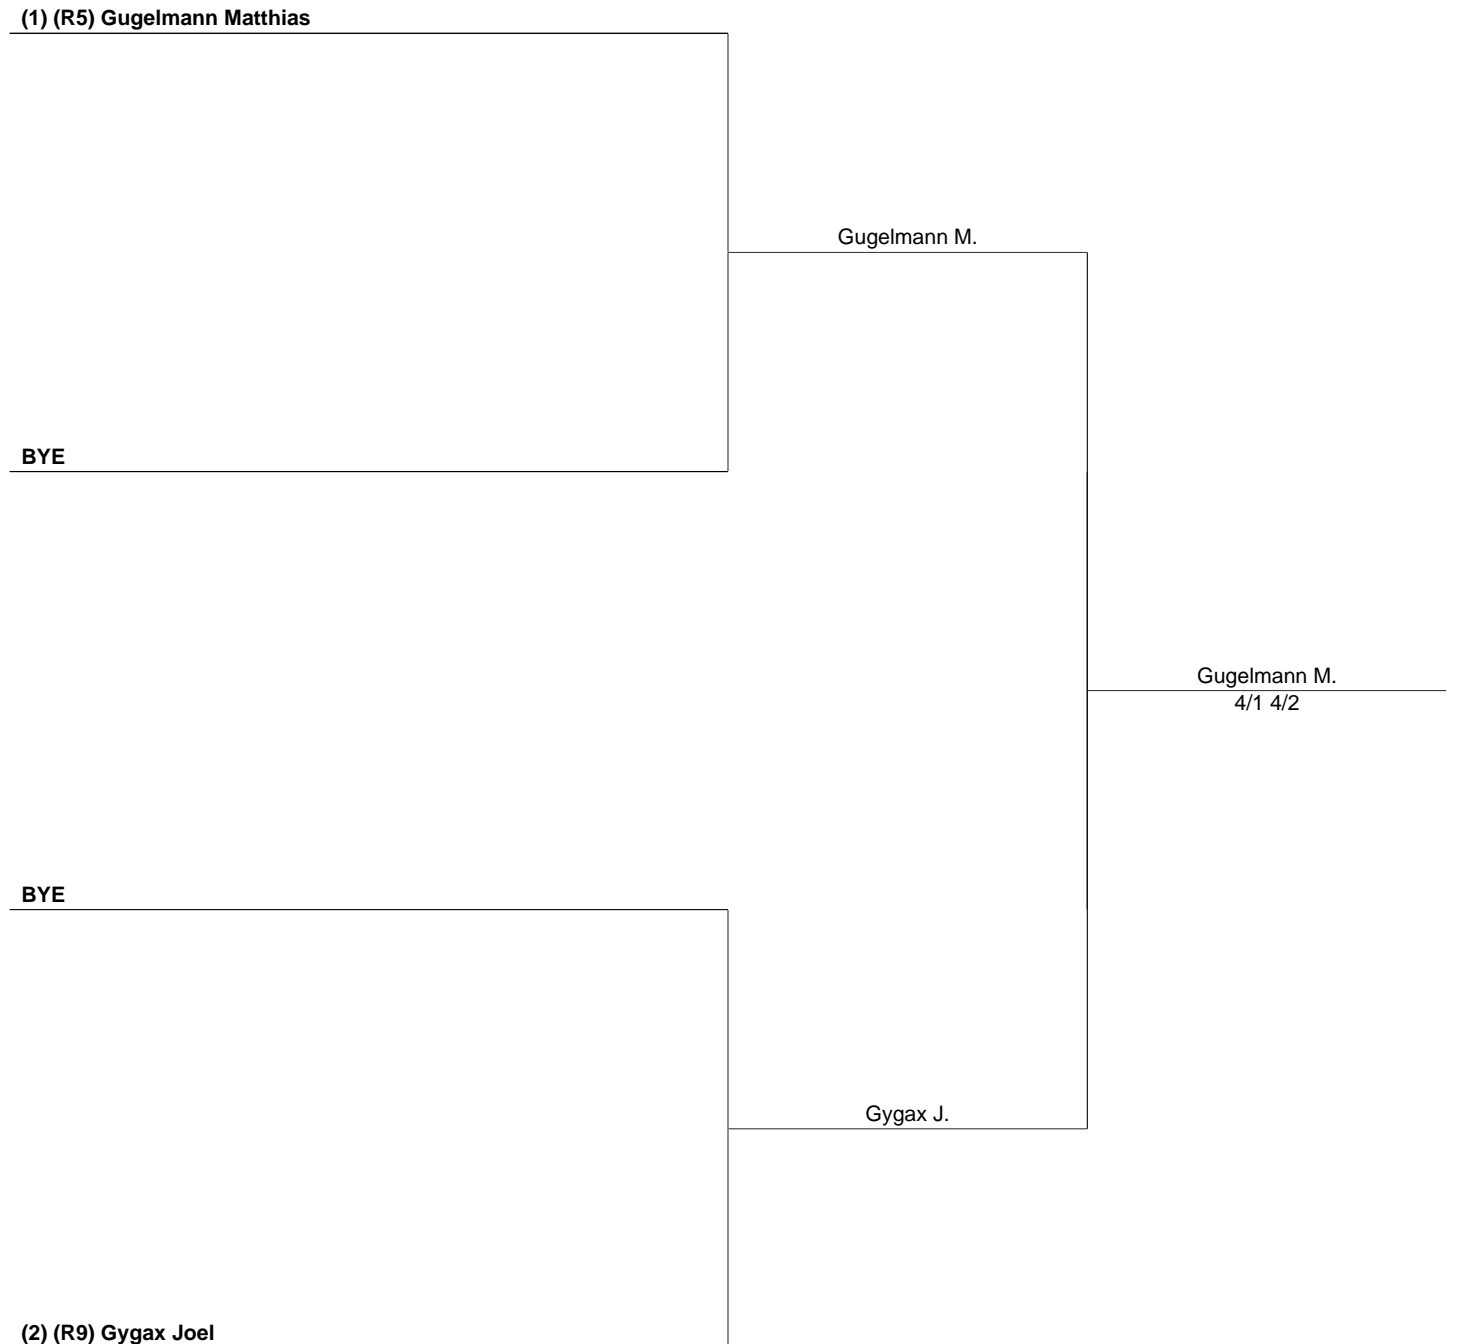 (1) (R5) Gugelmann Matthias
Gugelmann M.
BYE
Gugelmann M.
4/1 4/2
BYE
Gygax J.
(2) (R9) Gygax Joel